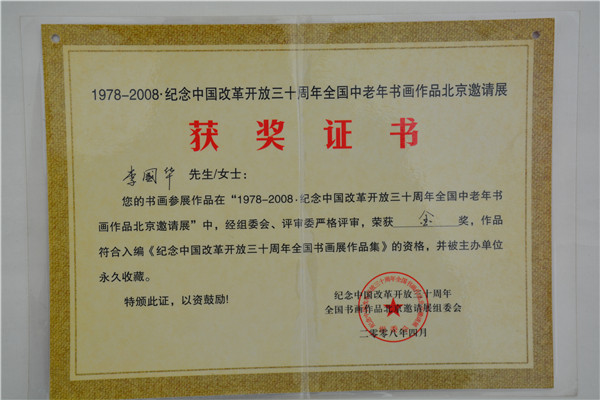 1978-2008·纪念中国改革开放三十周年全国中老年书画作品北京邀请展
获奖证书
李国华 先生/女士：
您的书画参展作品在“1978-2008·纪念中国改革开放三十周年全国中老年书
画作品北京邀请展”中，经组委会、评审委严格评审，荣获 金 奖，作品
符合入编《纪念中国改革开放三十周年全国书画展作品集》的资格，并被主办单位
永久收藏。
特颁此证，以资鼓励！
纪念中国改革开放三十周年
全国书画作品北京邀请展组委会
二零零八年四月